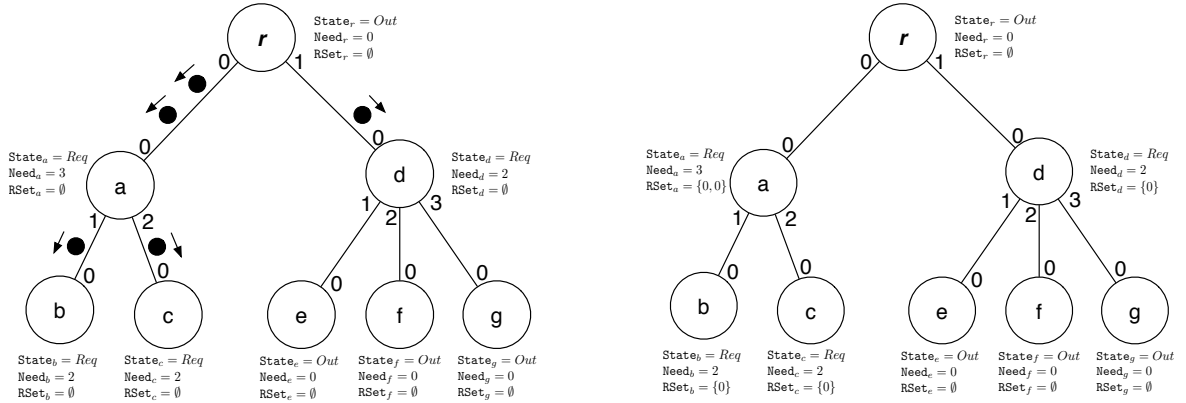 r
State_r = Out
Need_r = 0
RSet_r = ∅
0
1
0
0
State_a = Req
Need_a = 3
RSet_a = ∅
a
d
State_d = Req
Need_d = 2
RSet_d = ∅
1
2
1
2
3
0
0
0
0
0
b
c
e
f
g
State_b = Req
Need_b = 2
RSet_b = ∅
State_c = Req
Need_c = 2
RSet_c = ∅
State_e = Out
Need_e = 0
RSet_e = ∅
State_f = Out
Need_f = 0
RSet_f = ∅
State_g = Out
Need_g = 0
RSet_g = ∅
r
State_r = Out
Need_r = 0
RSet_r = ∅
0
1
0
0
State_a = Req
Need_a = 3
RSet_a = {0,0}
a
d
State_d = Req
Need_d = 2
RSet_d = {0}
1
2
1
2
3
0
0
0
0
0
b
c
e
f
g
State_b = Req
Need_b = 2
RSet_b = {0}
State_c = Req
Need_c = 2
RSet_c = {0}
State_e = Out
Need_e = 0
RSet_e = ∅
State_f = Out
Need_f = 0
RSet_f = ∅
State_g = Out
Need_g = 0
RSet_g = ∅